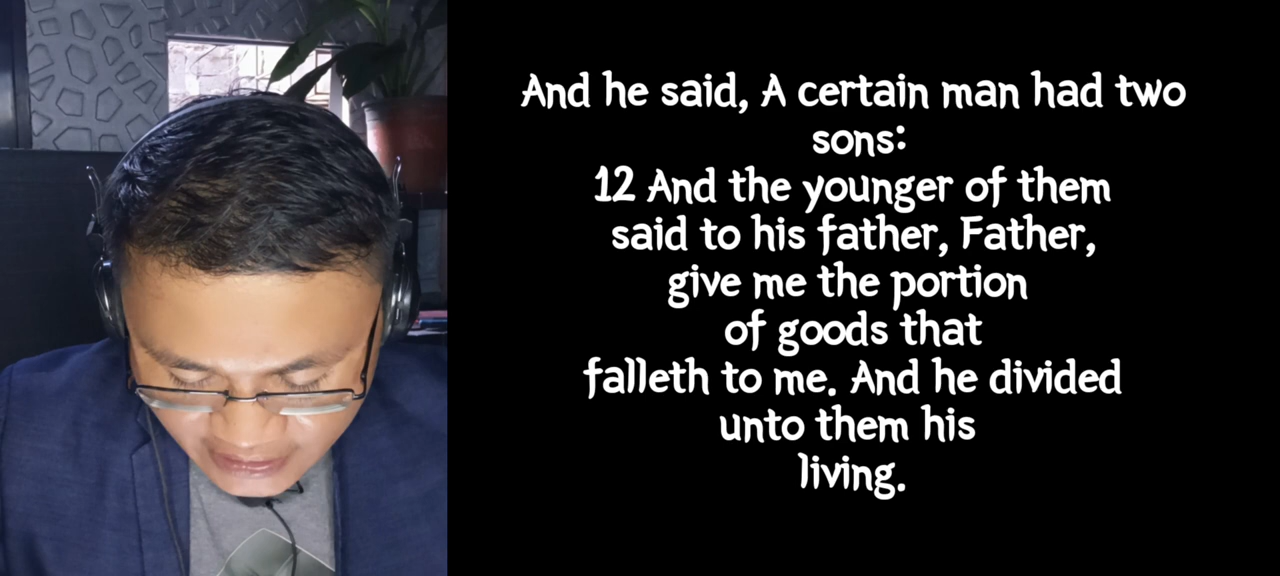 And he said, A certain man had two
sons:
12 And the younger of them
said to his father, Father,
give me the portion
of goods that
falleth to me. And he divided
unto them his
living.